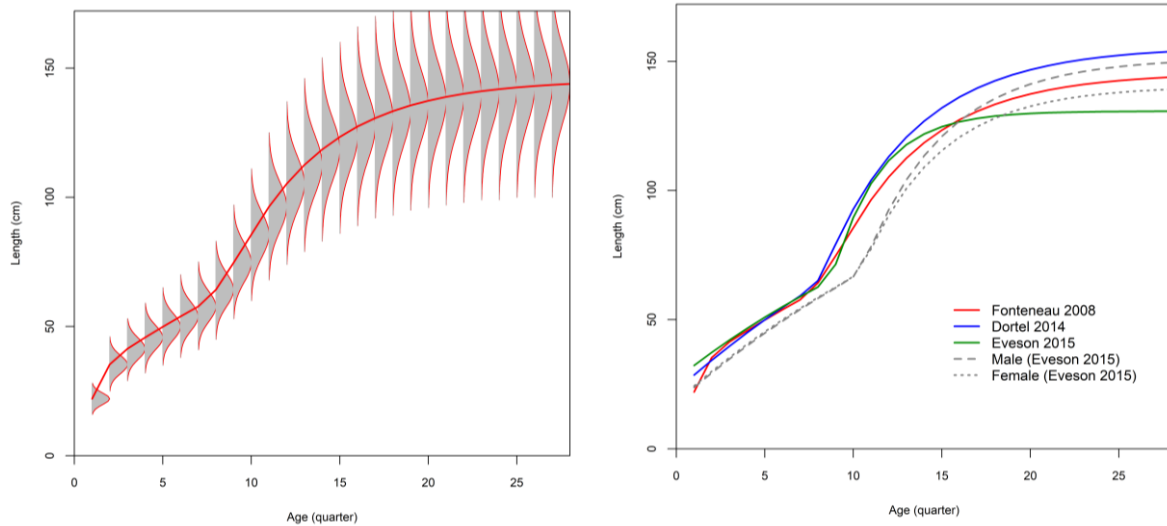 150
100
50
0
Length (cm)
0
5
10
15
20
25
Age (quarter)
150
100
50
0
Length (cm)
Fonteneau 2008
Dortel 2014
Eveson 2015
Male (Eveson 2015)
Female (Eveson 2015)
0
5
10
15
20
25
Age (quarter)